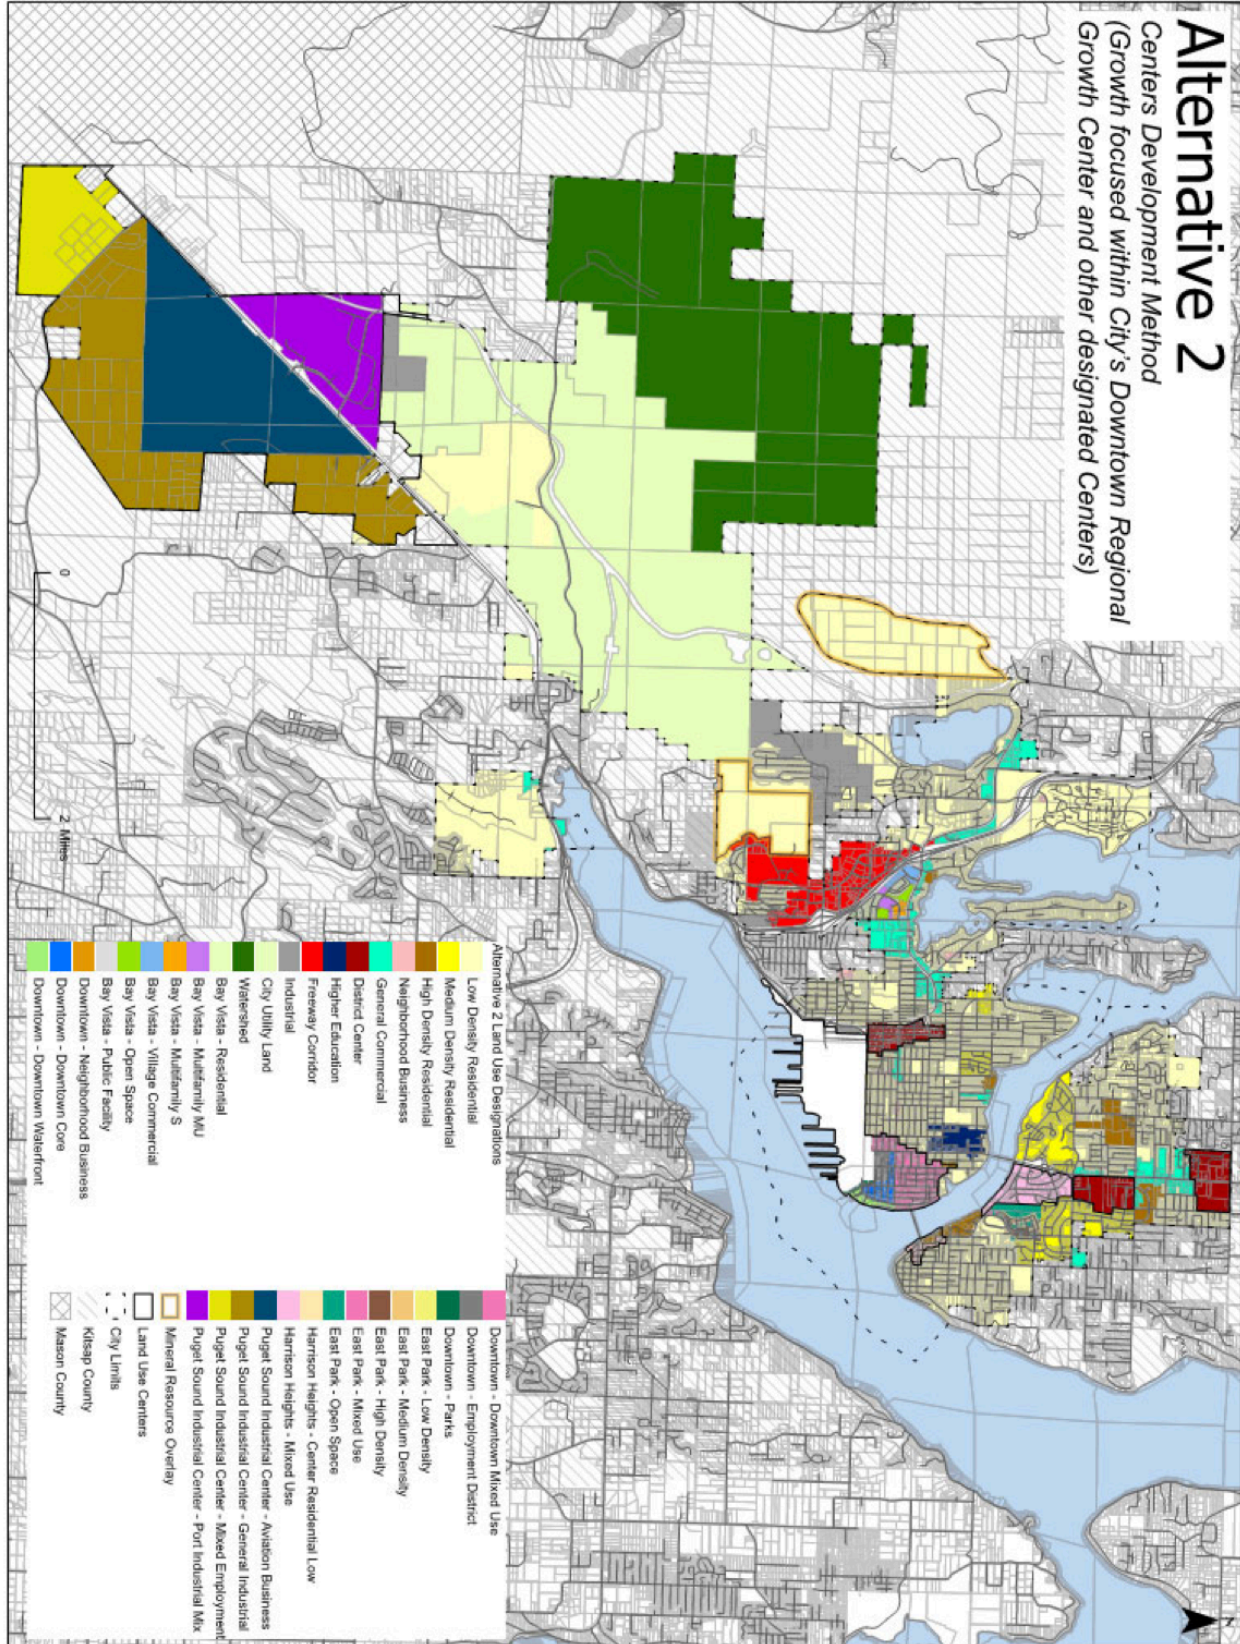 Alternative 2
Centers Development Method
(Growth focused within City's Downtown Regional
Growth Center and other designated Centers)
Alternative 2 Land Use Designations
Low Density Residential
Medium Density Residential
High Density Residential
Neighborhood Business
General Commercial
District Center
Higher Education
Freeway Corridor
Industrial
City Utility Land
Watershed
Bay Vista - Residential
Bay Vista - Multifamily MU
Bay Vista - Multifamily S
Bay Vista - Village Commercial
Bay Vista - Open Space
Bay Vista - Public Facility
Downtown - Neighborhood Business
Downtown - Downtown Core
Downtown - Downtown Waterfront
Downtown - Downtown Mixed Use
Downtown - Employment District
Downtown - Parks
East Park - Low Density
East Park - Medium Density
East Park - High Density
East Park - Mixed Use
East Park - Open Space
Harrison Heights - Center Residential Low
Harrison Heights - Mixed Use
Puget Sound Industrial Center - Aviation Business
Puget Sound Industrial Center - General Industrial
Puget Sound Industrial Center - Mixed Employment
Puget Sound Industrial Center - Port Industrial Mix
Mineral Resource Overlay
Land Use Centers
City Limits
Kitsap County
Mason County
0
2 Miles